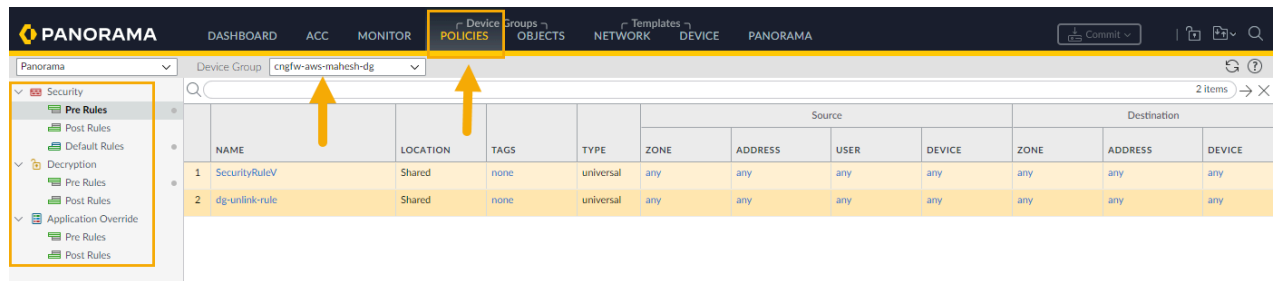 PANORAMA
Device Groups
Templates
DASHBOARD ACC MONITOR POLICIES OBJECTS NETWORK DEVICE PANORAMA
Commit
Panorama
Device Group cngfw-aws-mahesh-dg
Security
Pre Rules
Post Rules
Default Rules
Decryption
Pre Rules
Post Rules
Application Override
Pre Rules
Post Rules
2 items
Source Destination
NAME LOCATION TAGS TYPE ZONE ADDRESS USER DEVICE ZONE ADDRESS DEVICE
1 SecurityRuleV Shared none universal any any any any any any any
2 dg-unlink-rule Shared none universal any any any any any any any